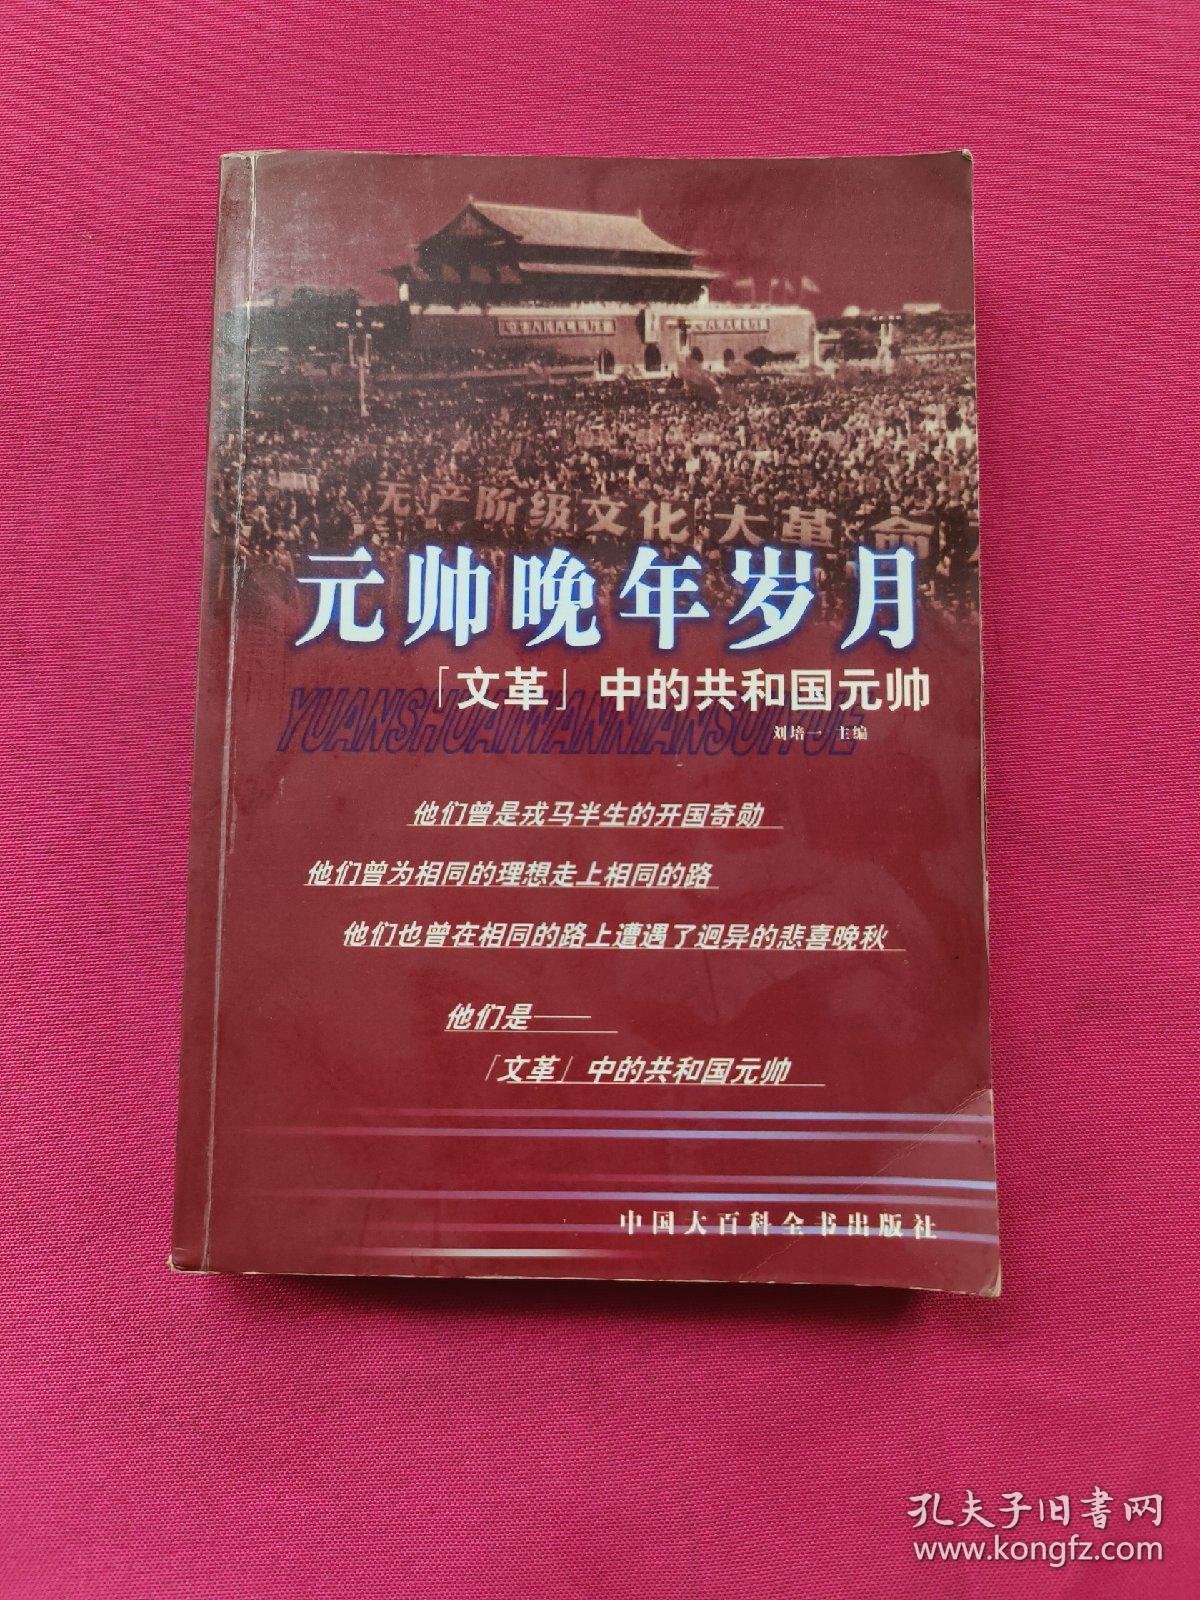 无产阶级文化大革命
元帅晚年岁月
「文革」中的共和国元帅
YUANSHUAIWANNIANSUIYUE
刘培一 主编
他们曾是戎马半生的开国奇勋
他们曾为相同的理想走上相同的路
他们也曾在相同的路上遭遇了迥异的悲喜晚秋
他们是——
「文革」中的共和国元帅
中国大百科全书出版社
孔夫子旧书网
www.kongfz.com